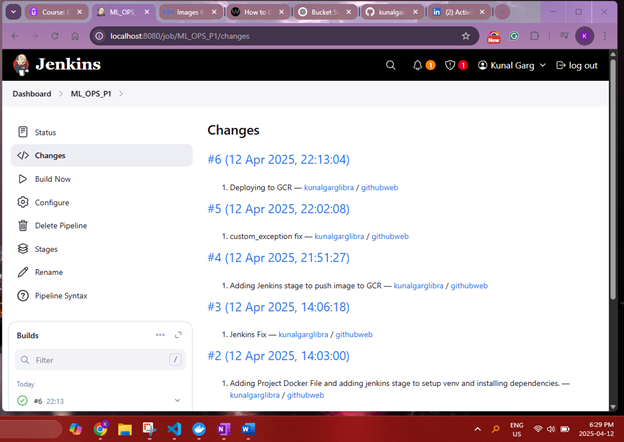 Course: 
ML_OPS_P1
Images 
How to 
Bucket S
kunalgarg
(2) Activi
localhost:8080/job/ML_OPS_P1/changes
New
K
Jenkins
1
1
Kunal Garg
log out
Dashboard
ML_OPS_P1
Status
Changes
Build Now
Configure
Delete Pipeline
Stages
Rename
Pipeline Syntax
Builds
Filter
/
Today
#6 22:13
Changes
#6 (12 Apr 2025, 22:13:04)
1. Deploying to GCR — kunalgarglibra / githubweb
#5 (12 Apr 2025, 22:02:08)
1. custom_exception fix — kunalgarglibra / githubweb
#4 (12 Apr 2025, 21:51:27)
1. Adding Jenkins stage to push image to GCR — kunalgarglibra / githubweb
#3 (12 Apr 2025, 14:06:18)
1. Jenkins Fix — kunalgarglibra / githubweb
#2 (12 Apr 2025, 14:03:00)
1. Adding Project Docker File and adding jenkins stage to setup venv and installing dependencies. —
kunalgarglibra / githubweb
ENG
US
6:29 PM
2025-04-12